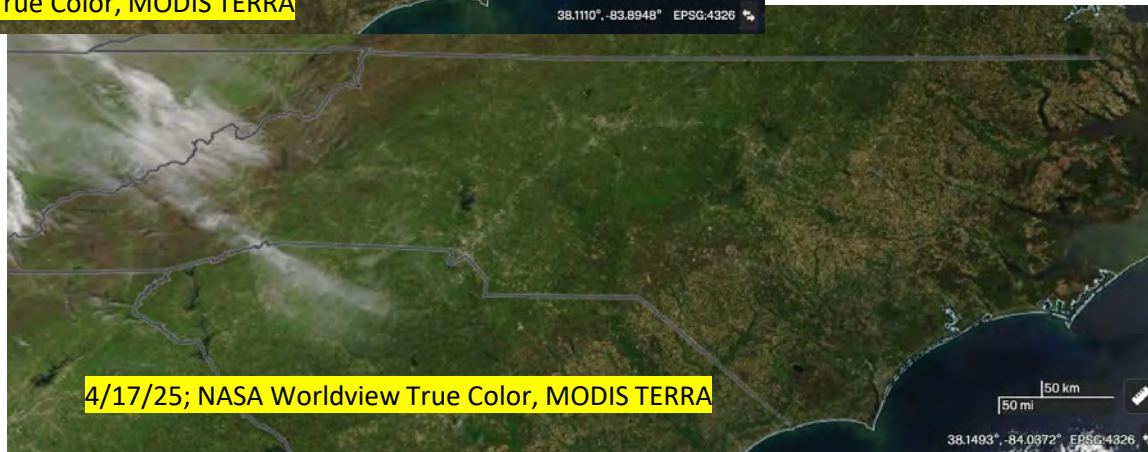 True Color, MODIS TERRA
38.1110°, -83.8948° EPSG:4326
4/17/25; NASA Worldview True Color, MODIS TERRA
50 km
50 mi
38.1493°, -84.0372° EPSG:4326